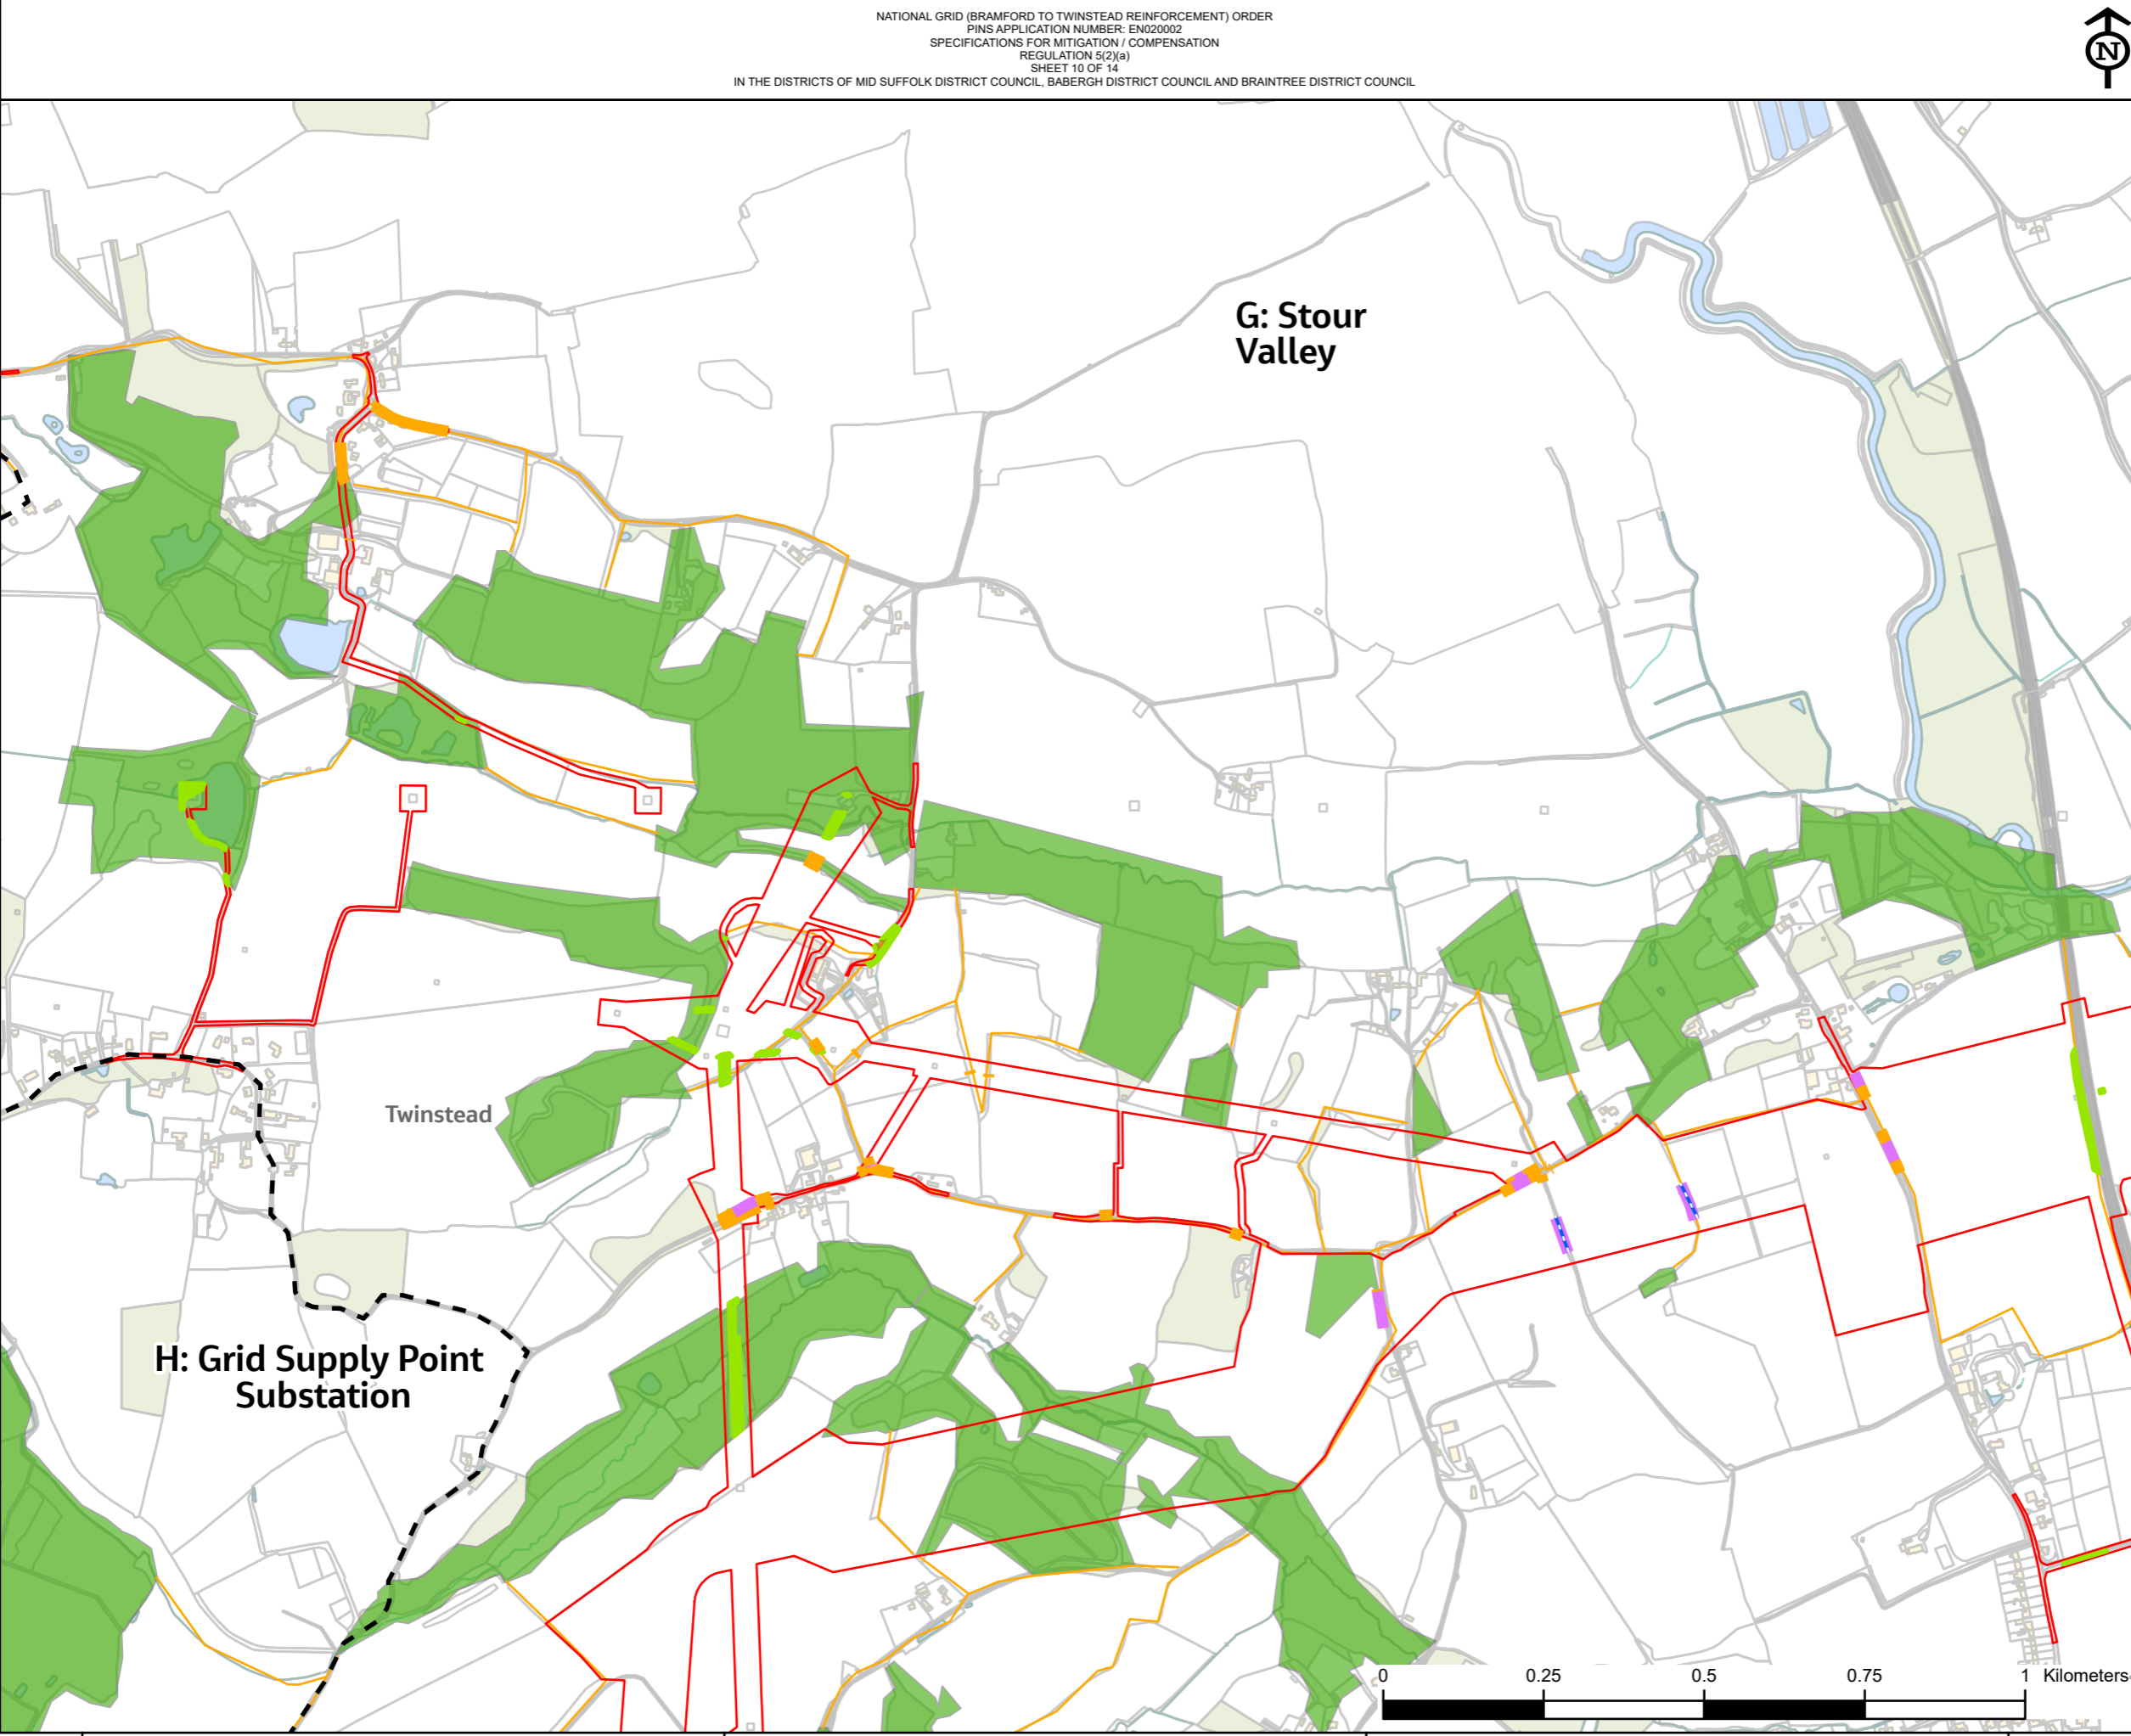 NATIONAL GRID (BRAMFORD TO TWINSTEAD REINFORCEMENT) ORDER
PINS APPLICATION NUMBER: EN020002
SPECIFICATIONS FOR MITIGATION / COMPENSATION
REGULATION 5(2)(a)
SHEET 10 OF 14
IN THE DISTRICTS OF MID SUFFOLK DISTRICT COUNCIL, BABERGH DISTRICT COUNCIL AND BRAINTREE DISTRICT COUNCIL
N
G: Stour
Valley
Twinstead
H: Grid Supply Point
Substation
0 0.25 0.5 0.75 1 Kilometers